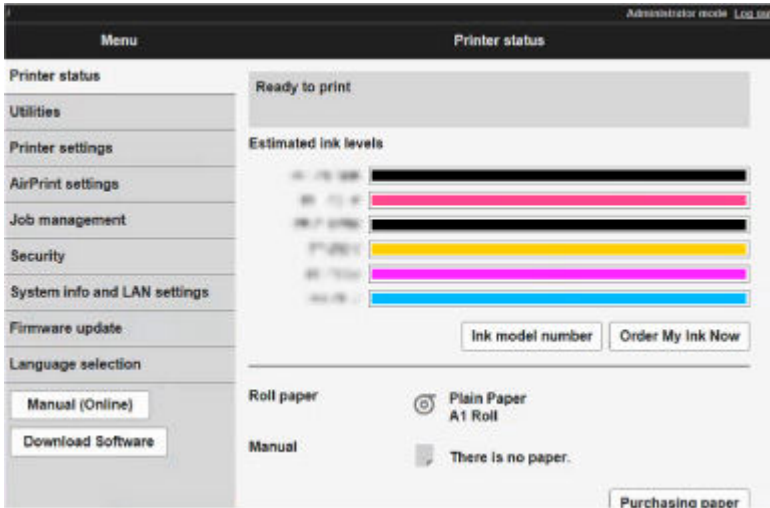 Administrator mode Log out
Menu
Printer status
Printer status
Utilities
Printer settings
AirPrint settings
Job management
Security
System info and LAN settings
Firmware update
Language selection
Manual (Online)
Download Software
Ready to print
Estimated ink levels
Ink model number
Order My Ink Now
Roll paper
Plain Paper
A1 Roll
Manual
There is no paper.
Purchasing paper